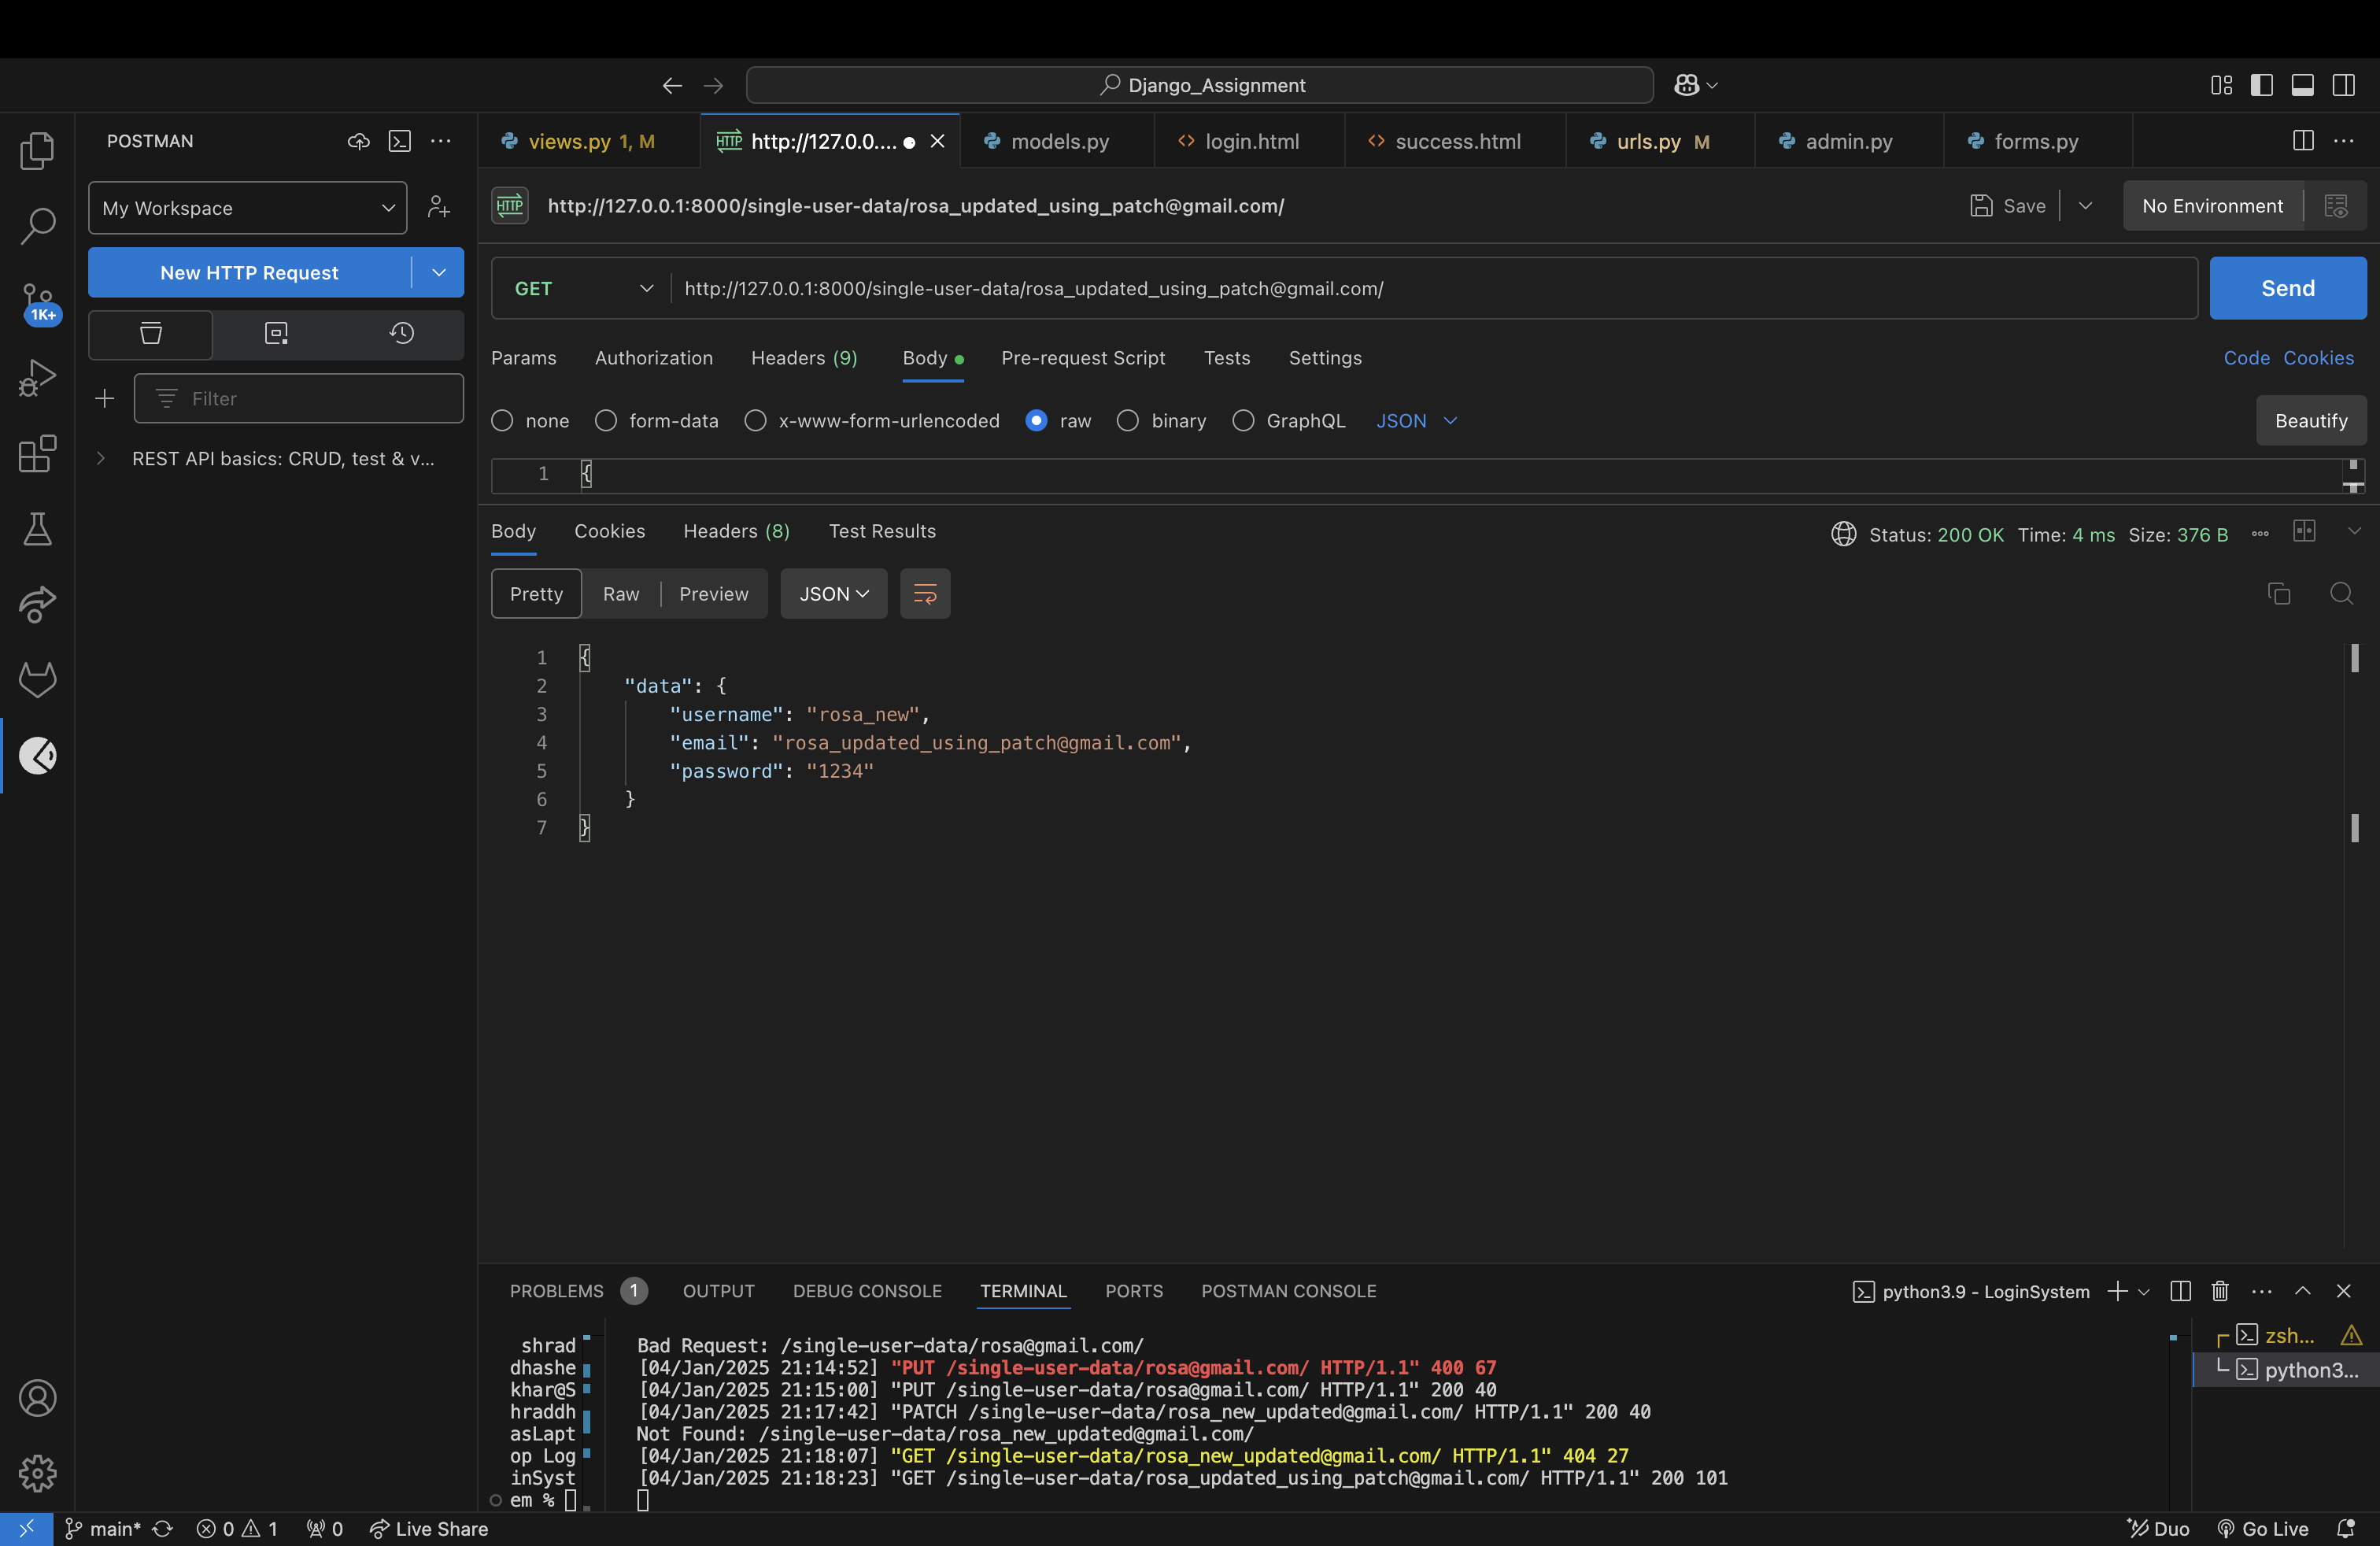 Django_Assignment
POSTMAN
views.py 1, M
http://127.0.0....
models.py
login.html
success.html
urls.py M
admin.py
forms.py
My Workspace
HTTP http://127.0.0.1:8000/single-user-data/rosa_updated_using_patch@gmail.com/
Save
No Environment
New HTTP Request
GET
http://127.0.0.1:8000/single-user-data/rosa_updated_using_patch@gmail.com/
Send
1K+
Params Authorization Headers (9) Body Pre-request Script Tests Settings
Code Cookies
Filter
none form-data x-www-form-urlencoded raw binary GraphQL JSON
Beautify
REST API basics: CRUD, test & v...
1 {
Body Cookies Headers (8) Test Results
Status: 200 OK Time: 4 ms Size: 376 B
Pretty Raw Preview JSON
1 {
2 "data": {
3 "username": "rosa_new",
4 "email": "rosa_updated_using_patch@gmail.com",
5 "password": "1234"
6 }
7 }
PROBLEMS 1 OUTPUT DEBUG CONSOLE TERMINAL PORTS POSTMAN CONSOLE
python3.9 - LoginSystem
shrad
dhashe
khar@S
hraddh
asLapt
op Log
inSyst
em %
Bad Request: /single-user-data/rosa@gmail.com/
[04/Jan/2025 21:14:52] "PUT /single-user-data/rosa@gmail.com/ HTTP/1.1" 400 67
[04/Jan/2025 21:15:00] "PUT /single-user-data/rosa@gmail.com/ HTTP/1.1" 200 40
[04/Jan/2025 21:17:42] "PATCH /single-user-data/rosa_new_updated@gmail.com/ HTTP/1.1" 200 40
Not Found: /single-user-data/rosa_new_updated@gmail.com/
[04/Jan/2025 21:18:07] "GET /single-user-data/rosa_new_updated@gmail.com/ HTTP/1.1" 404 27
[04/Jan/2025 21:18:23] "GET /single-user-data/rosa_updated_using_patch@gmail.com/ HTTP/1.1" 200 101
zsh...
python3...
main* 0 1 0 Live Share
Duo Go Live